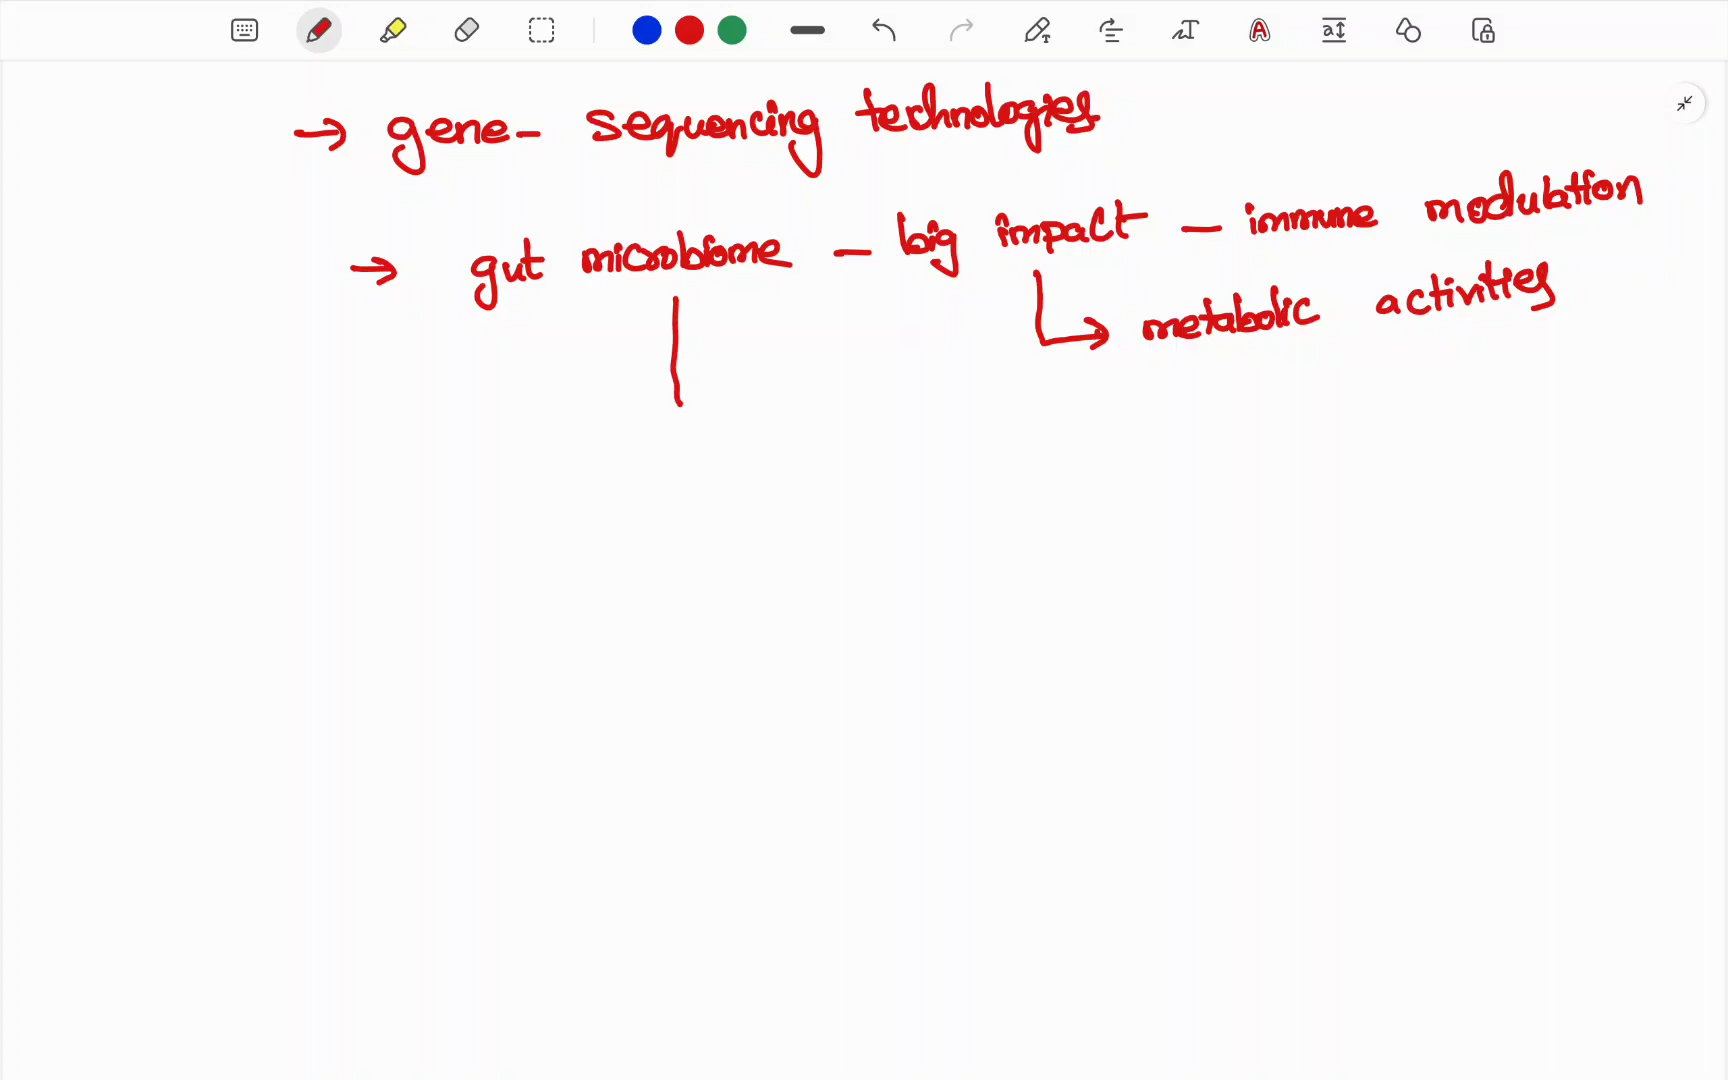 → gene- sequencing technologies
→ gut microbiome - big impact - immune modulation
→ metabolic activities